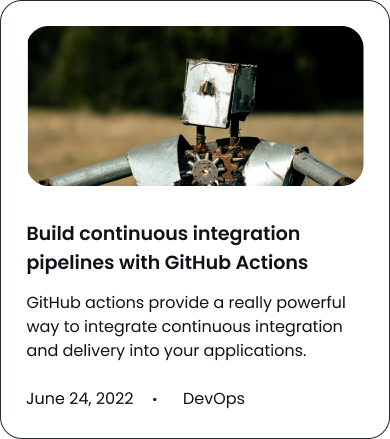 Build continuous integration
pipelines with GitHub Actions
GitHub actions provide a really powerful
way to integrate continuous integration
and delivery into your applications.
June 24, 2022 • DevOps